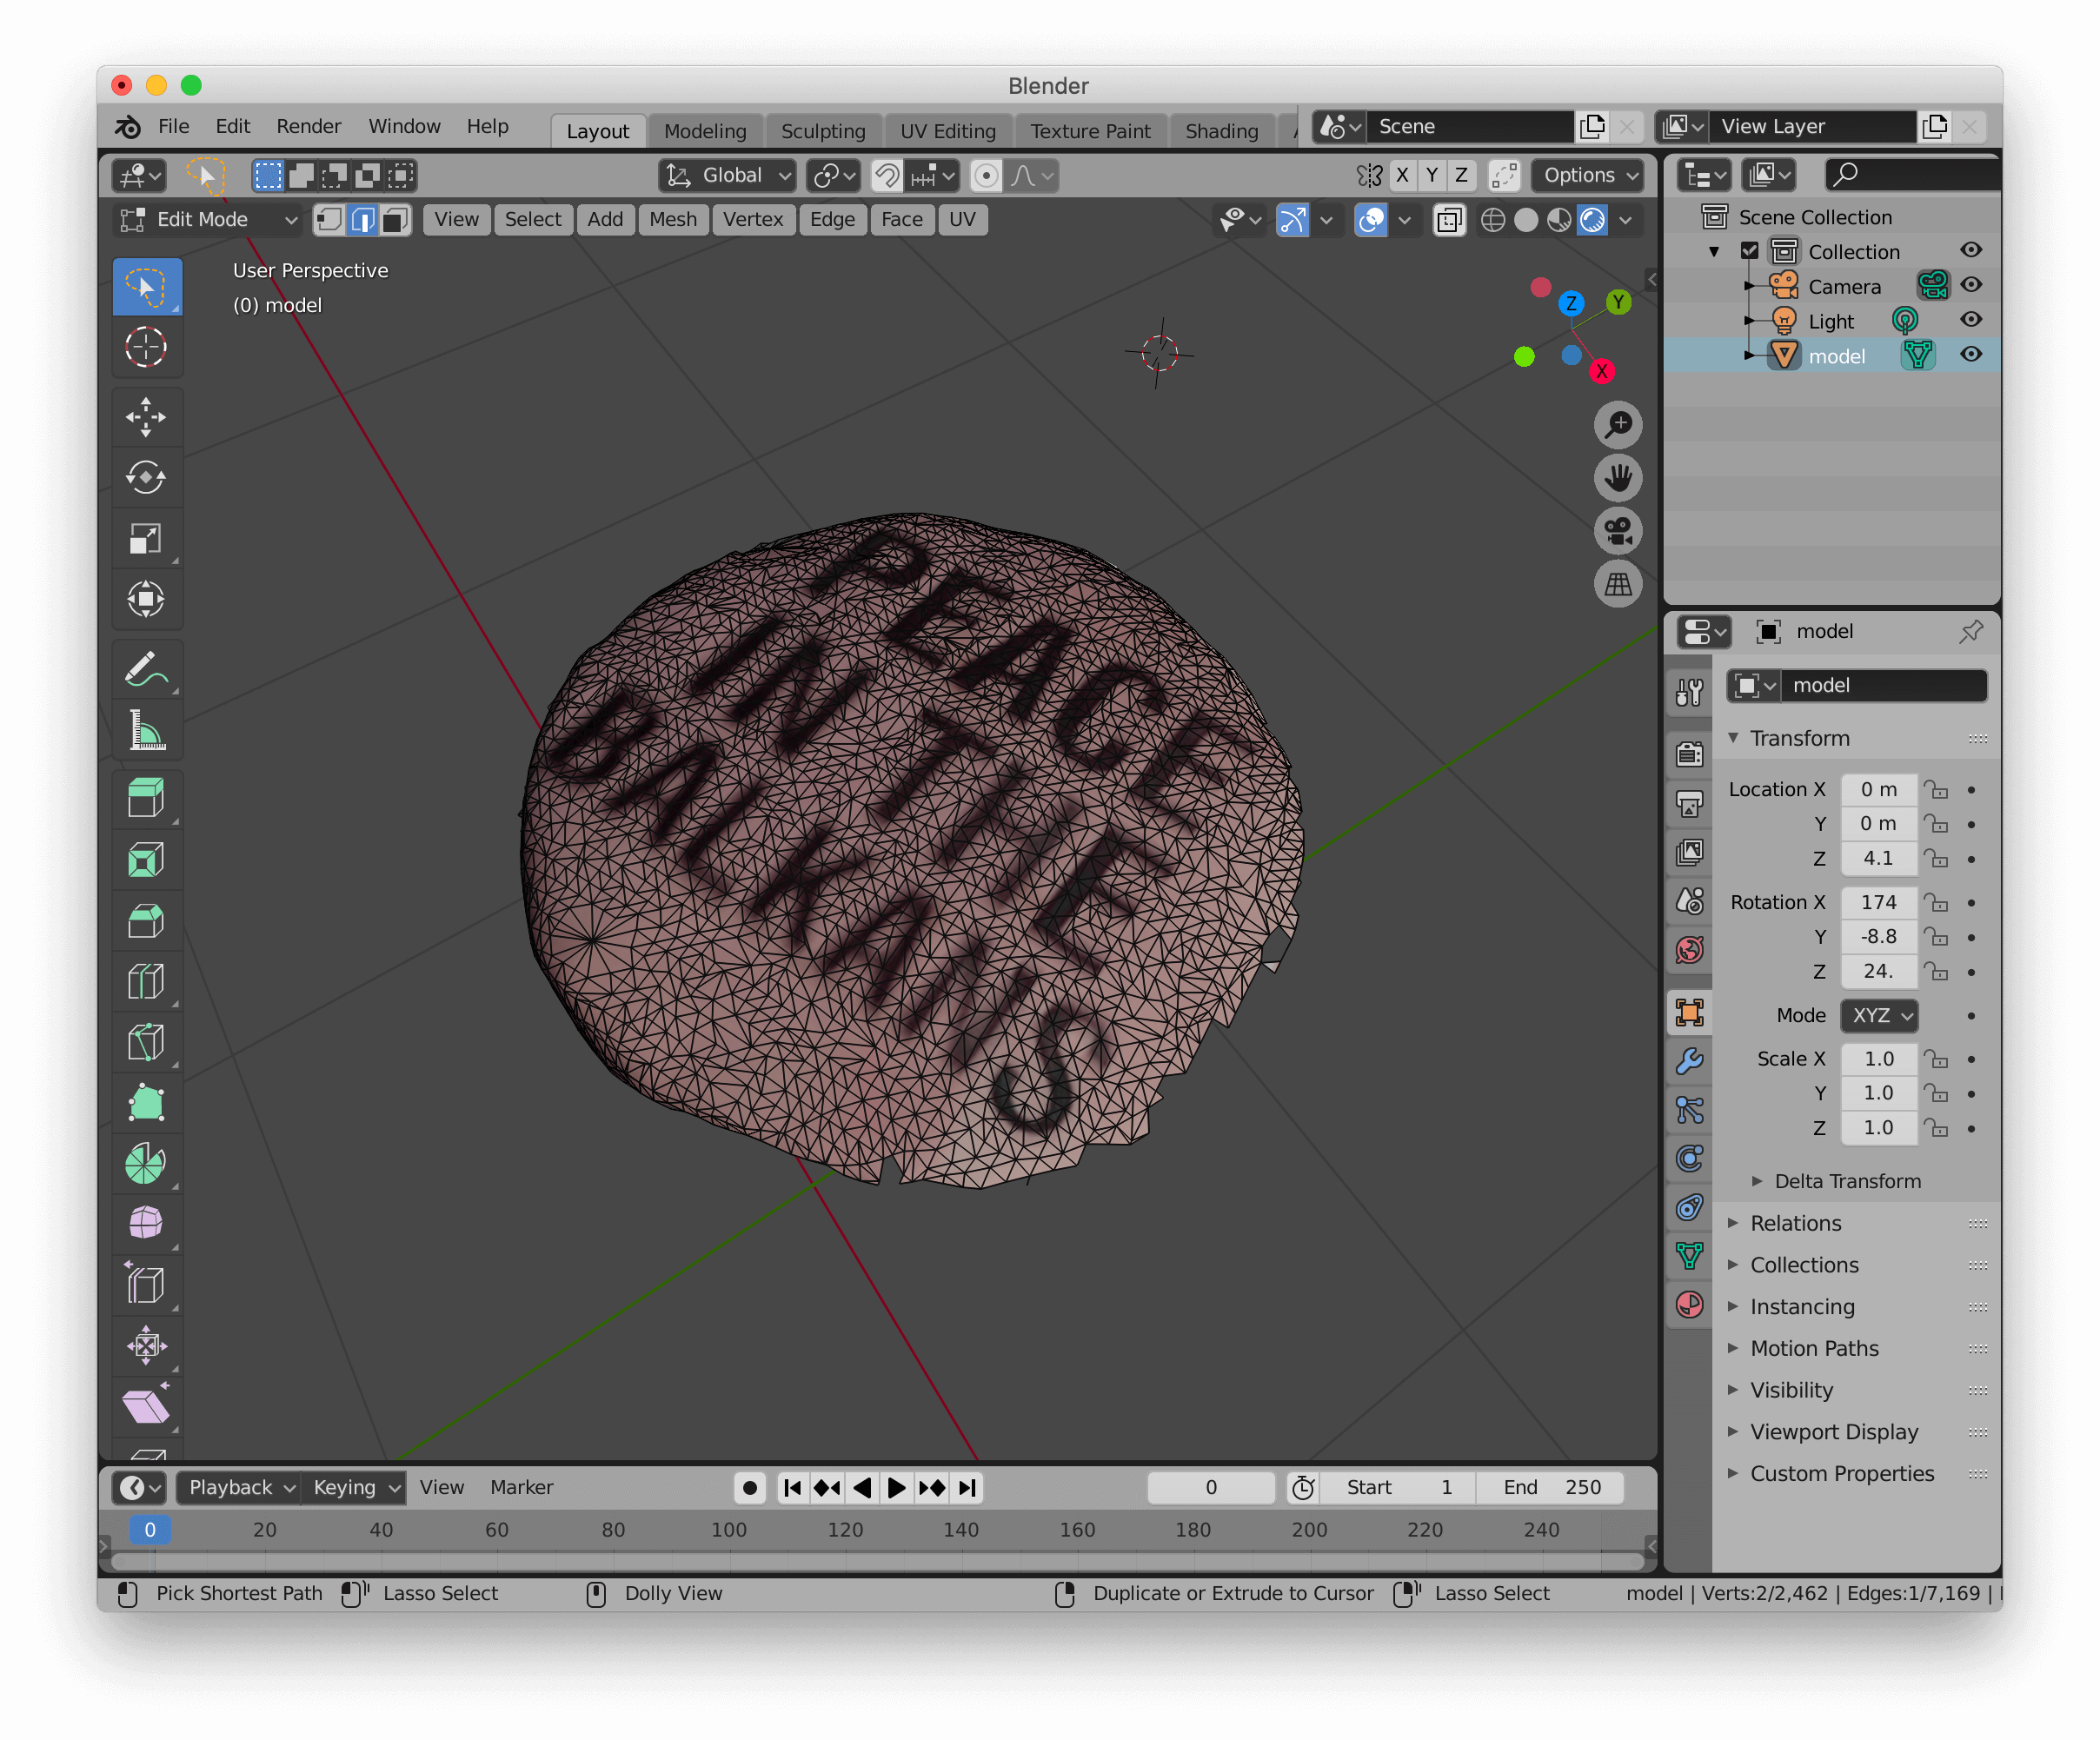 Blender
File Edit Render Window Help Layout Modeling Sculpting UV Editing Texture Paint Shading Scene View Layer
Global X Y Z Options
Edit Mode View Select Add Mesh Vertex Edge Face UV
User Perspective
(0) model
Z Y
X
PEACE
IN THE
BALKANS
Scene Collection
Collection
Camera
Light
model
model
model
Transform
Location X 0 m
Y 0 m
Z 4.1
Rotation X 174
Y -8.8
Z 24.
Mode XYZ
Scale X 1.0
Y 1.0
Z 1.0
Delta Transform
Relations
Collections
Instancing
Motion Paths
Visibility
Viewport Display
Custom Properties
Playback Keying View Marker 0 Start 1 End 250
0 20 40 60 80 100 120 140 160 180 200 220 240
Pick Shortest Path Lasso Select Dolly View Duplicate or Extrude to Cursor Lasso Select model | Verts:2/2,462 | Edges:1/7,169 |